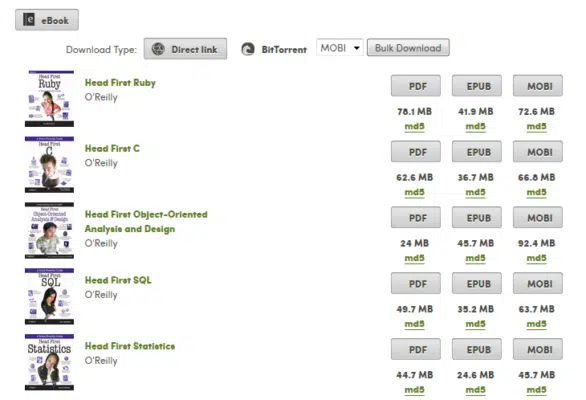 eBook
Download Type: Direct link BitTorrent MOBI Bulk Download
Head First
Ruby
Head First Ruby
O'Reilly
PDF EPUB MOBI
78.1 MB 41.9 MB 72.6 MB
md5 md5 md5
Head First
C
Head First C
O'Reilly
PDF EPUB MOBI
62.6 MB 36.7 MB 66.8 MB
md5 md5 md5
Head First
Object-Oriented
Analysis & Design
Head First Object-Oriented
Analysis and Design
O'Reilly
PDF EPUB MOBI
24 MB 45.7 MB 92.4 MB
md5 md5 md5
Head First
SQL
Head First SQL
O'Reilly
PDF EPUB MOBI
49.7 MB 35.2 MB 63.7 MB
md5 md5 md5
Head First
Statistics
Head First Statistics
O'Reilly
PDF EPUB MOBI
44.7 MB 24.6 MB 45.7 MB
md5 md5 md5